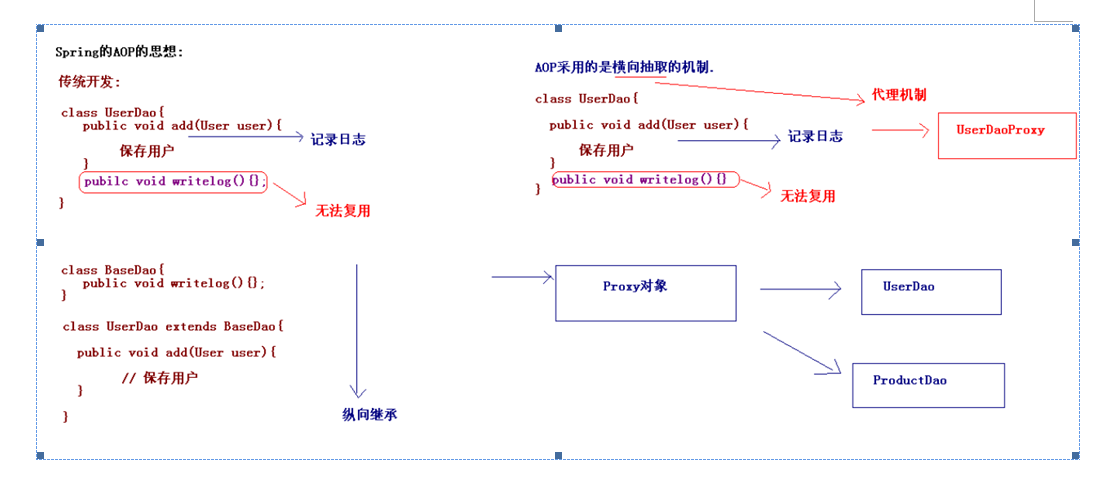 Spring的AOP的思想:
传统开发:
class UserDao{
public void add(User user){
记录日志
保存用户
}
pubilc void writelog(){};
}
无法复用
class BaseDao{
public void writelog(){};
}
class UserDao extends BaseDao{
public void add(User user){
// 保存用户
}
}
纵向继承
AOP采用的是横向抽取的机制.
代理机制
class UserDao{
public void add(User user){
记录日志
保存用户
}
public void writelog(){}
}
无法复用
UserDaoProxy
Proxy对象
UserDao
ProductDao